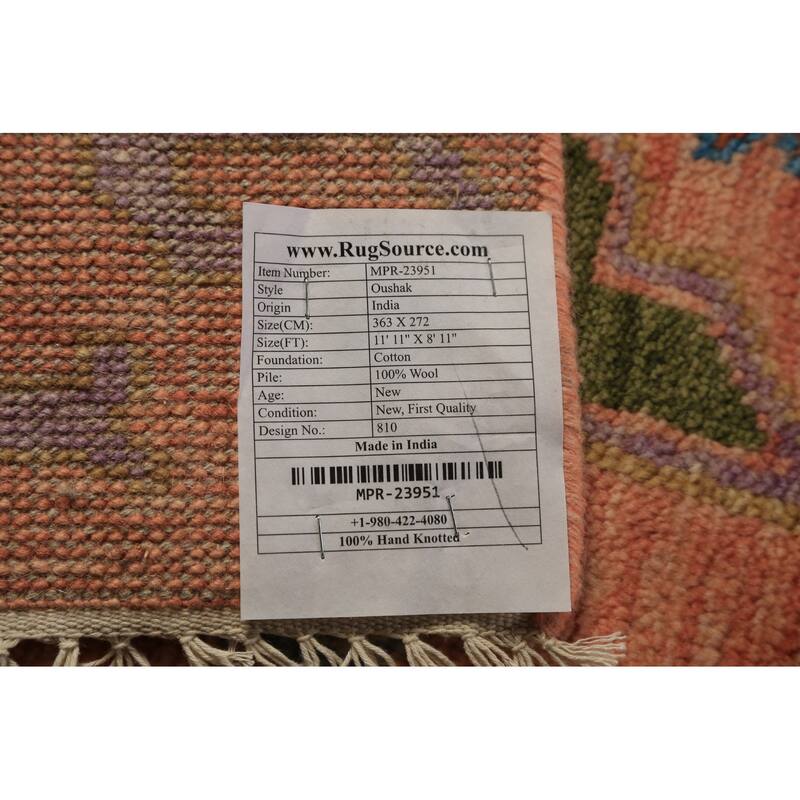 www.RugSource.com
Item Number: MPR-23951
Style Oushak
Origin India
Size(CM): 363 X 272
Size(FT): 11' 11" X 8' 11"
Foundation: Cotton
Pile: 100% Wool
Age: New
Condition: New, First Quality
Design No.: 810
Made in India
MPR-23951
+1-980-422-4080
100% Hand Knotted